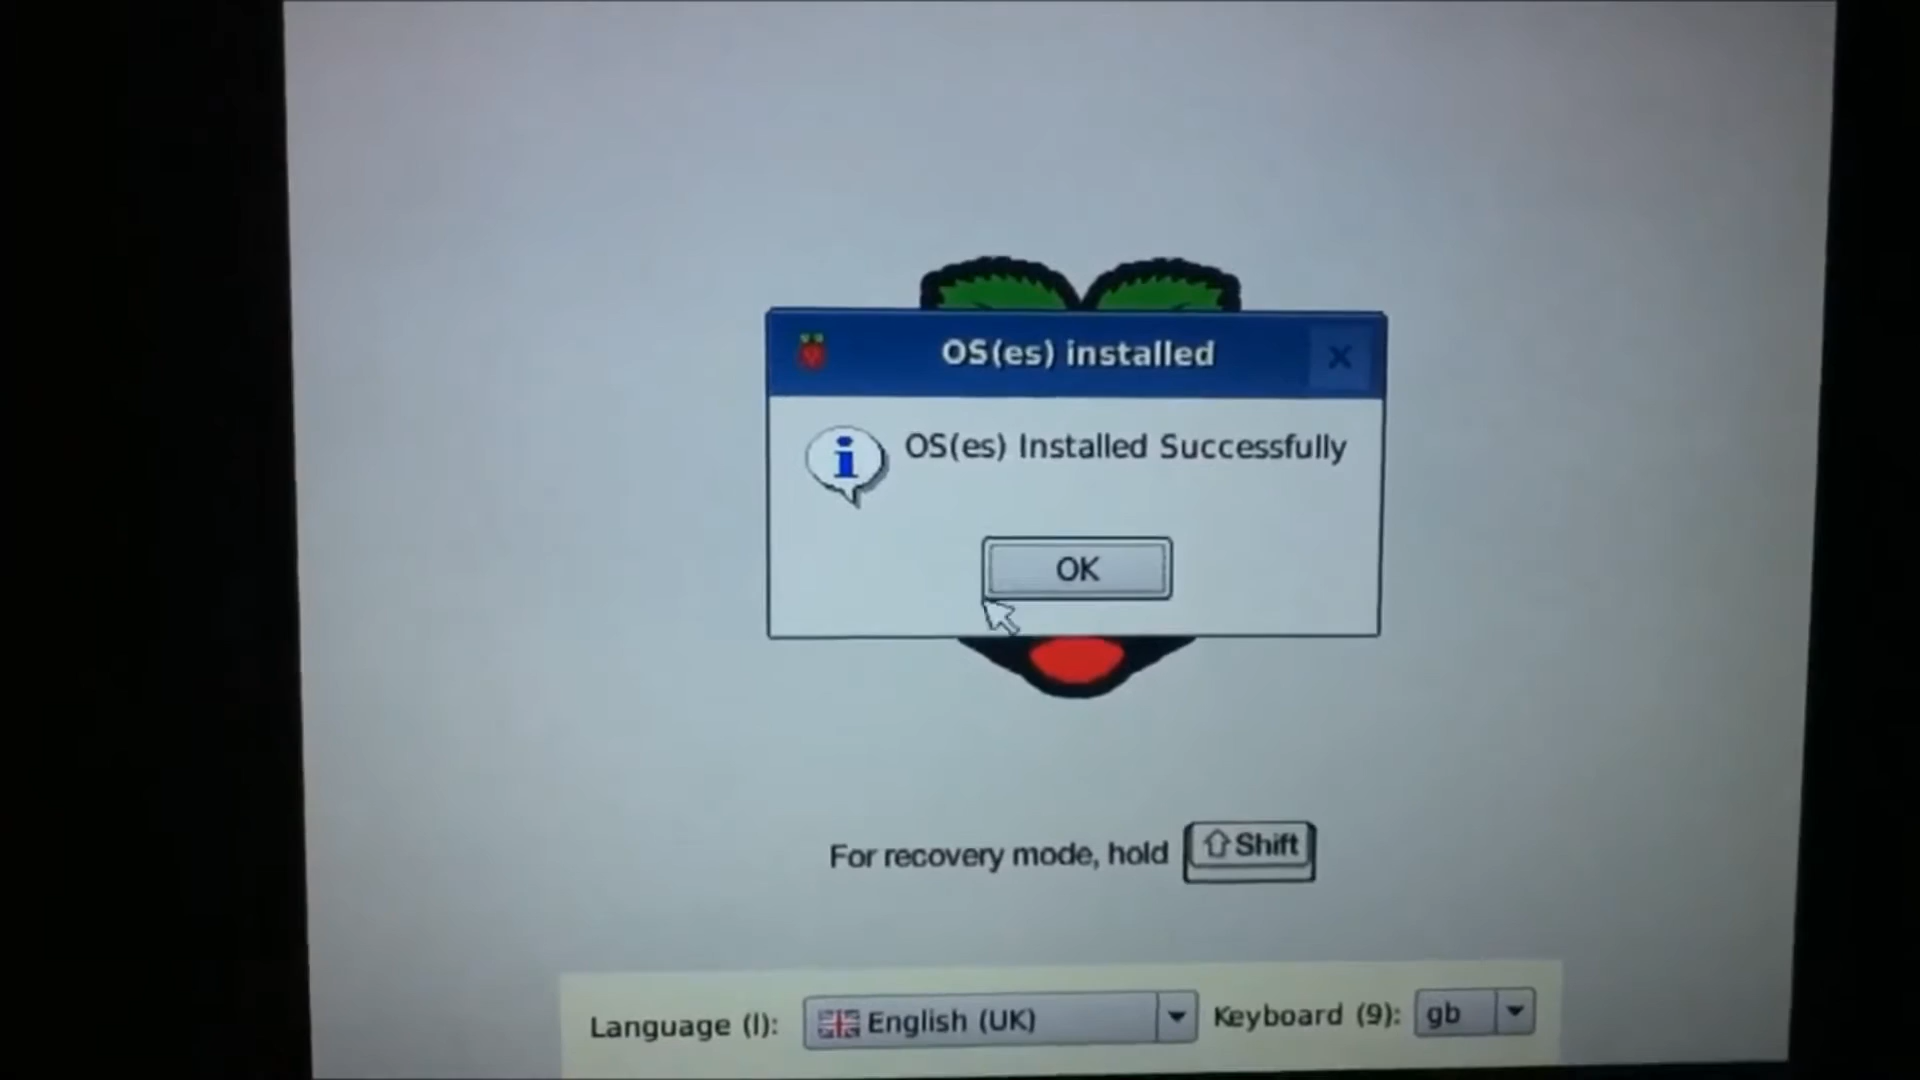 OS(es) installed
OS(es) Installed Successfully
OK
For recovery mode, hold Shift
Language (l): English (UK) Keyboard (9): gb